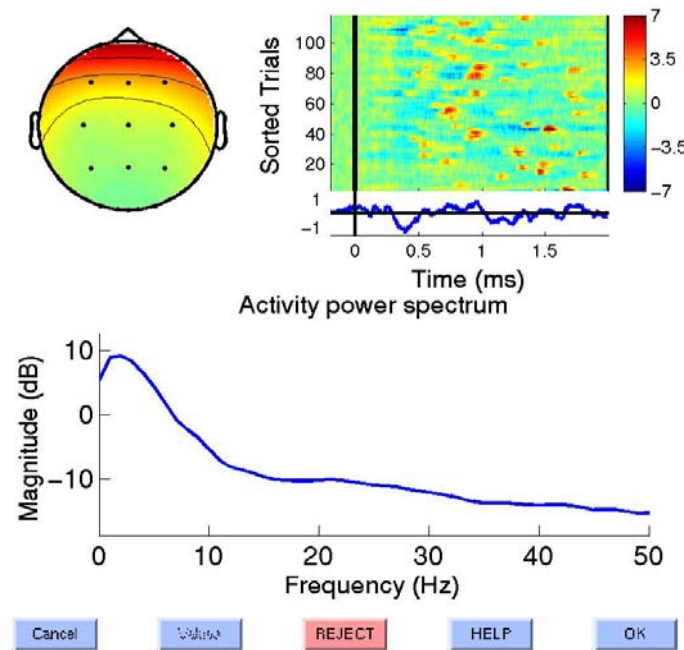 7
3.5
0
-3.5
-7
100
80
60
40
20
Sorted Trials
1
-1
0 0.5 1 1.5
Time (ms)
Activity power spectrum
10
0
-10
Magnitude (dB)
0 10 20 30 40 50
Frequency (Hz)
Cancel Values REJECT HELP OK